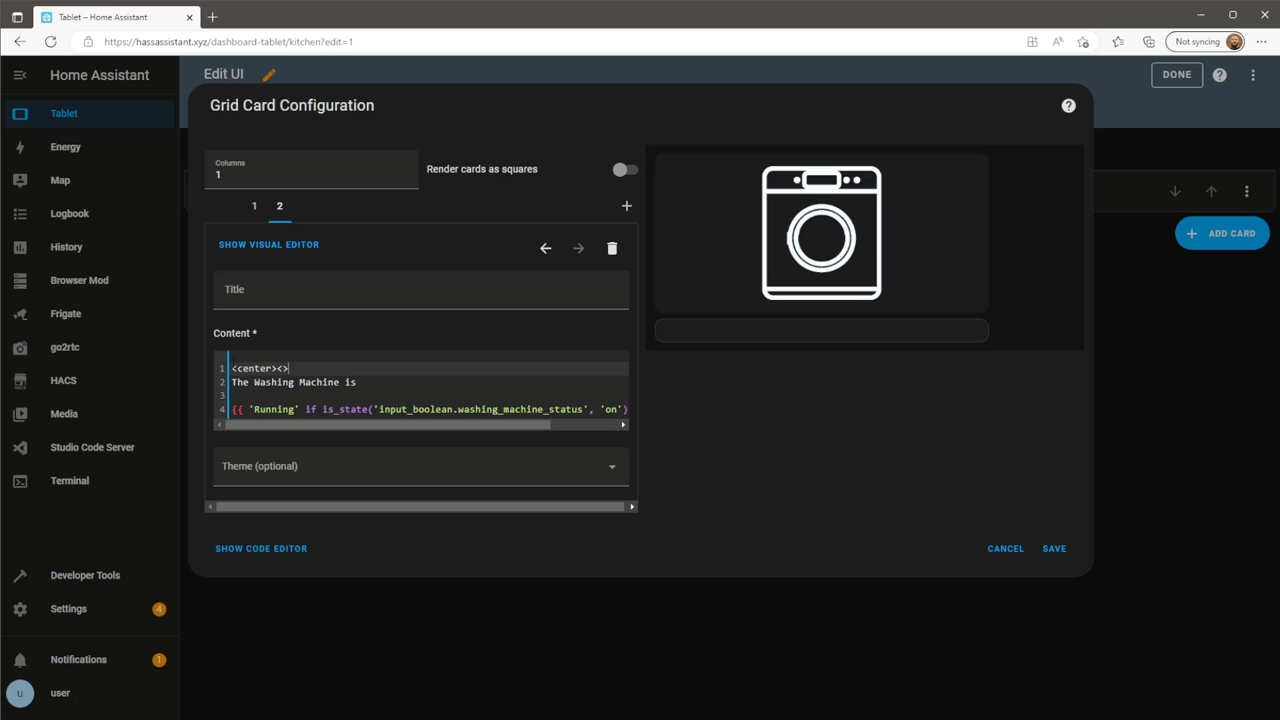 Tablet – Home Assistant
https://hassassistant.xyz/dashboard-tablet/kitchen?edit=1
Not syncing
Home Assistant
Edit UI
DONE
Grid Card Configuration
Tablet
Energy
Map
Logbook
History
Browser Mod
Frigate
go2rtc
HACS
Media
Studio Code Server
Terminal
Developer Tools
Settings
4
Notifications
1
u
user
Columns
1
Render cards as squares
1
2
SHOW VISUAL EDITOR
Title
Content *
1 <center><>
2 The Washing Machine is
3
4 {{ 'Running' if is_state('input_boolean.washing_machine_status', 'on')
Theme (optional)
SHOW CODE EDITOR
CANCEL
SAVE
ADD CARD